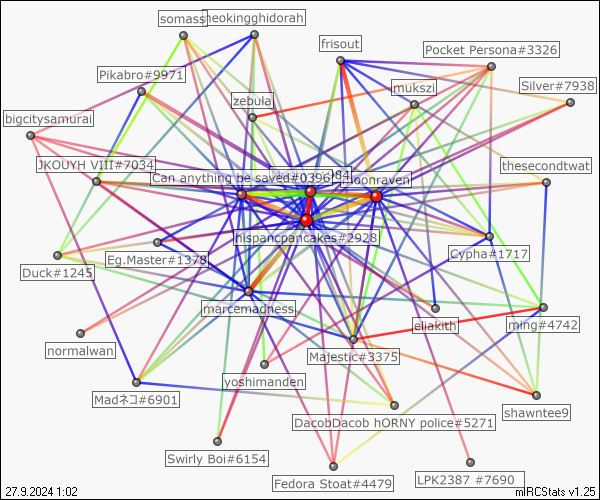 somass
neokingghidorah
frisout
Pocket Persona#3326
Pikabro#9971
mukszi
Silver#7938
zebula
bigcitysamurai
JKOUYH VIII#7034
thesecondtwat
Can anything be saved#0396
84
moonraven
hispancpancakes#2928
Cypha#1717
Duck#1245
Eg.Master#1378
marcemadness
eliakith
ming#4742
normalwan
Majestic#3375
yoshimanden
Madネコ#6901
shawntee9
DacobDacob hORNY police#5271
Swirly Boi#6154
Fedora Stoat#4479
LPK2387 #7690
27.9.2024 1:02
mIRCStats v1.25